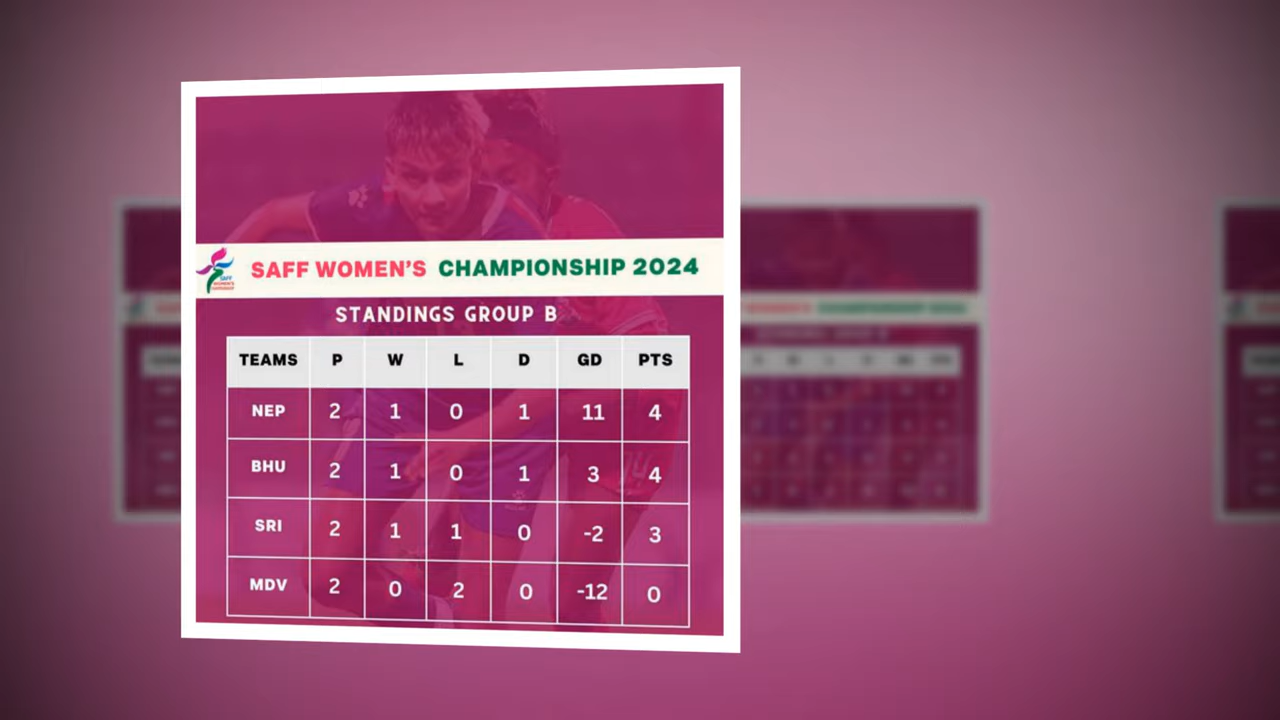 SAFF WOMEN'S CHAMPIONSHIP 2024
STANDINGS GROUP B
TEAMS P W L D GD PTS
NEP 2 1 0 1 11 4
BHU 2 1 0 1 3 4
SRI 2 1 1 0 -2 3
MDV 2 0 2 0 -12 0